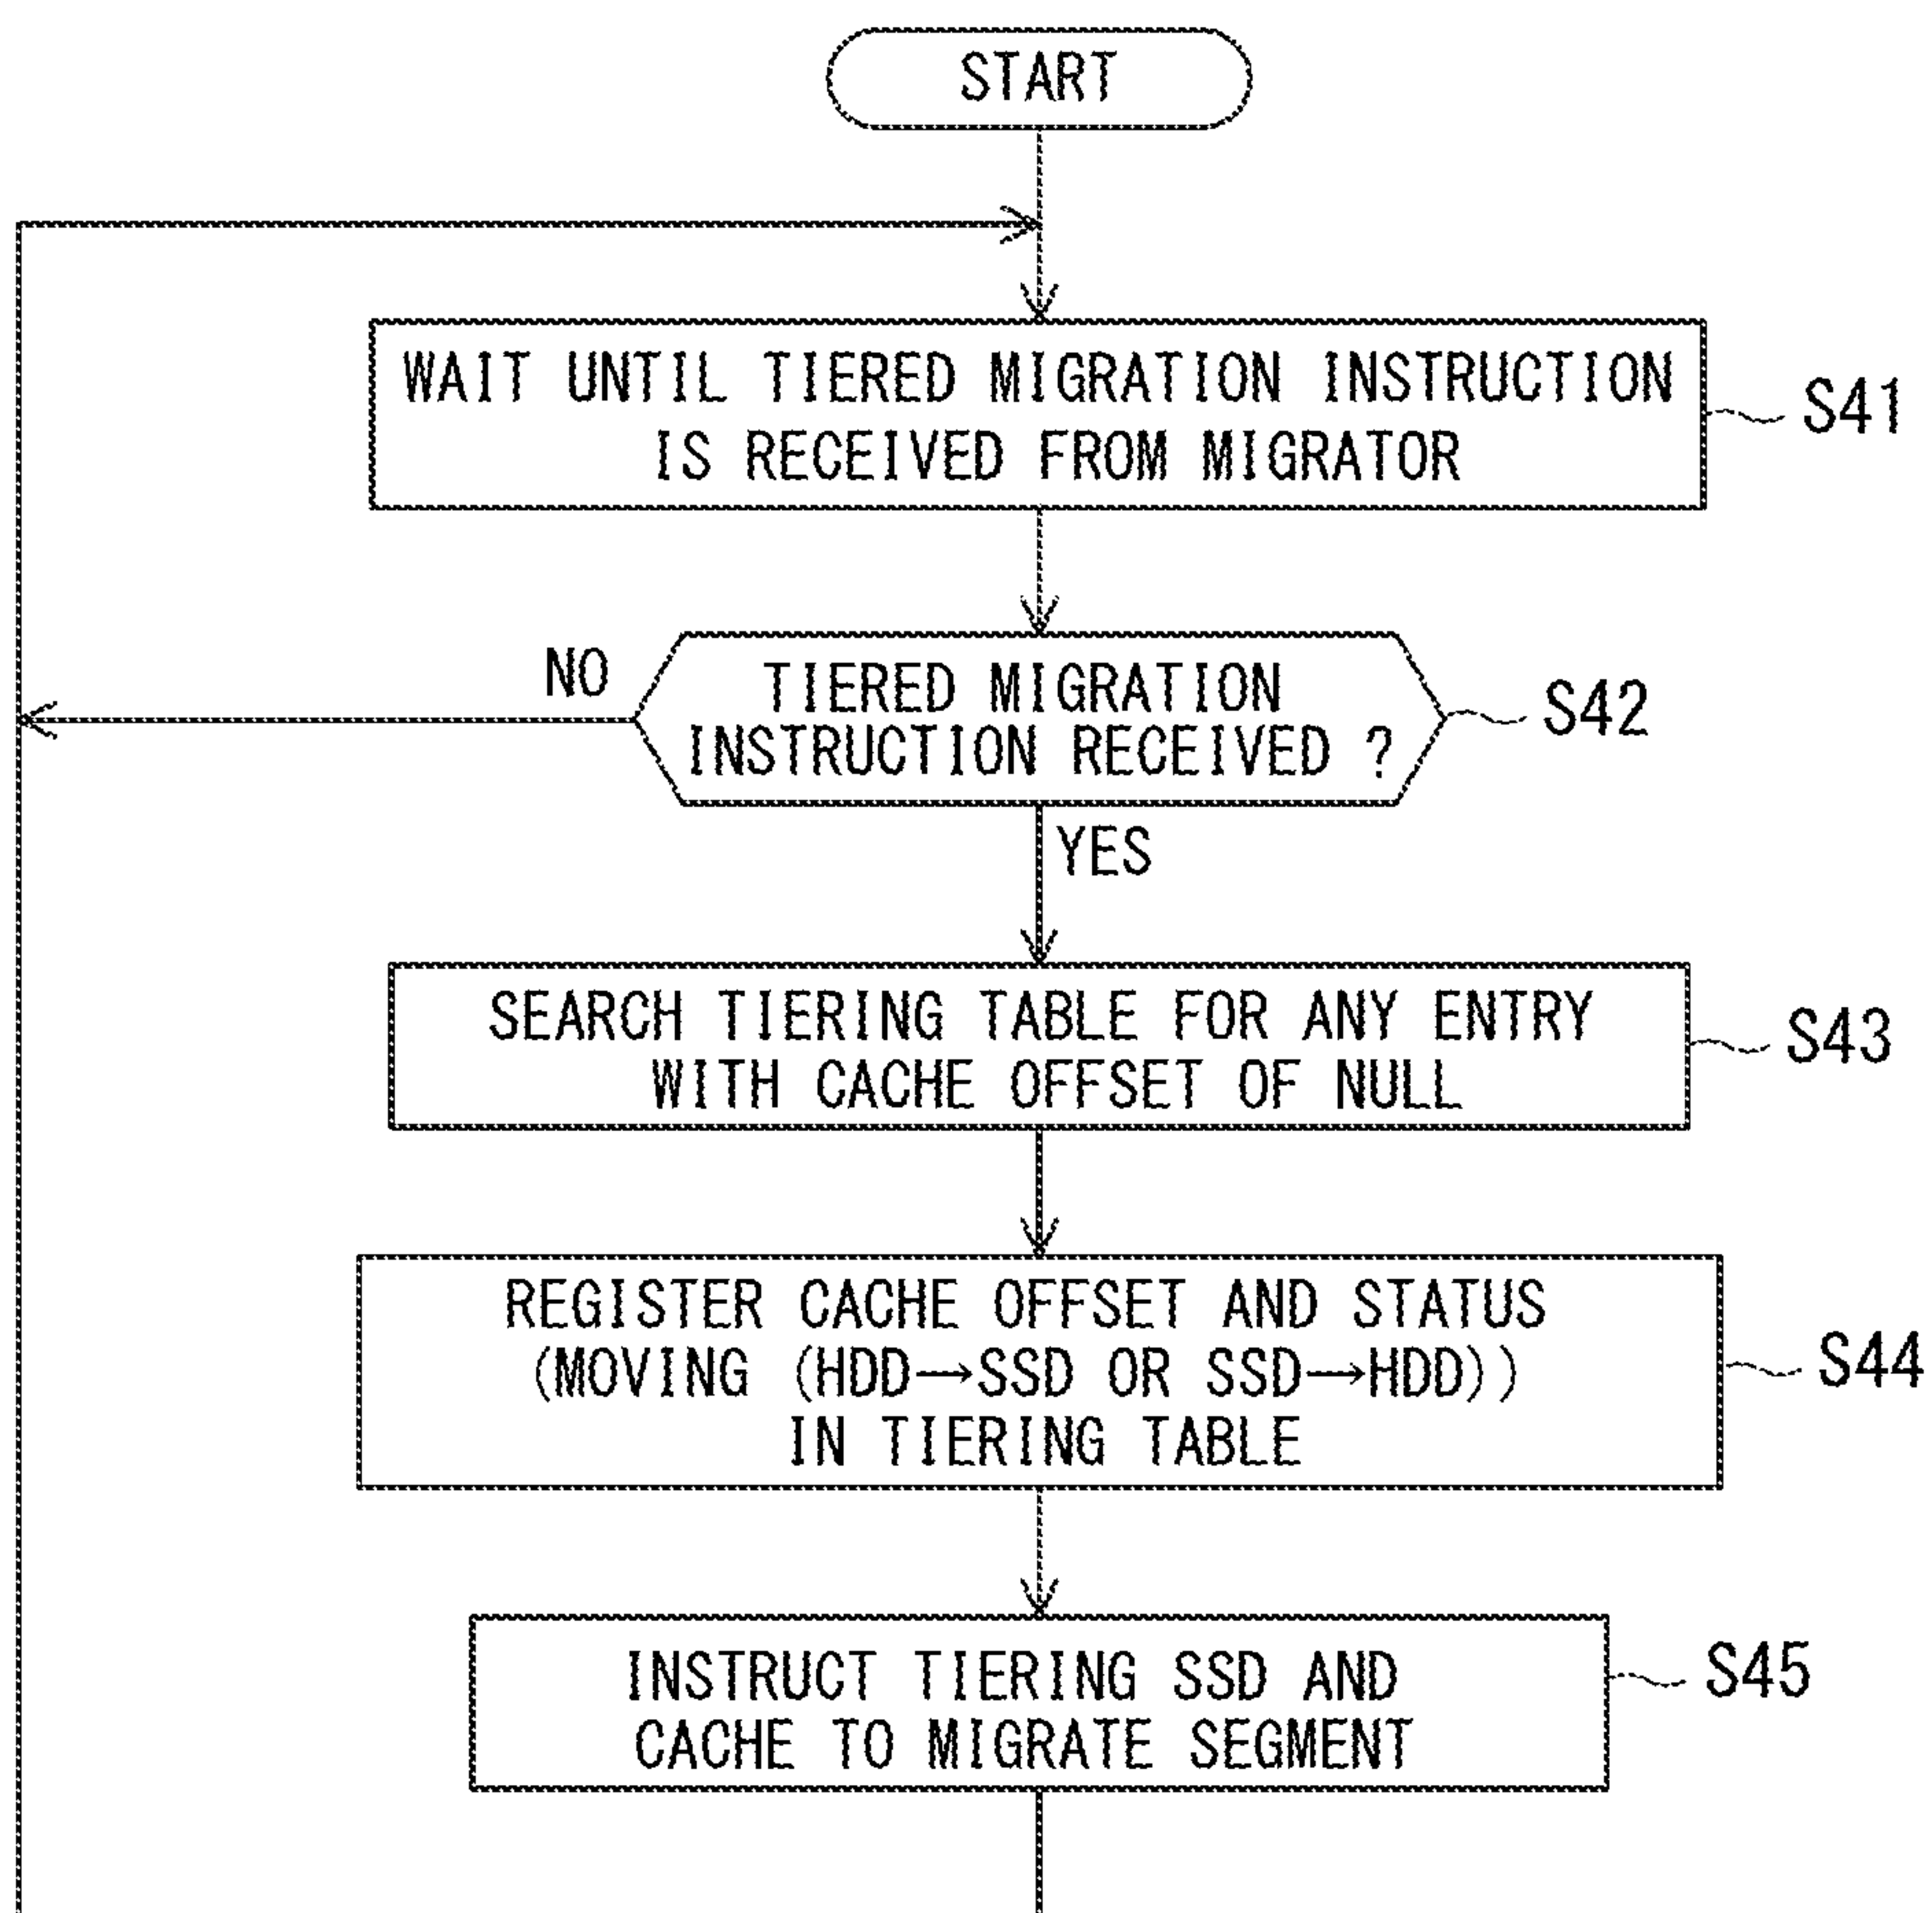 START
WAIT UNTIL TIERED MIGRATION INSTRUCTION
IS RECEIVED FROM MIGRATOR
S41
NO
TIERED MIGRATION
INSTRUCTION RECEIVED ?
S42
YES
SEARCH TIERING TABLE FOR ANY ENTRY
WITH CACHE OFFSET OF NULL
S43
REGISTER CACHE OFFSET AND STATUS
(MOVING (HDD→SSD OR SSD→HDD))
IN TIERING TABLE
S44
INSTRUCT TIERING SSD AND
CACHE TO MIGRATE SEGMENT
S45